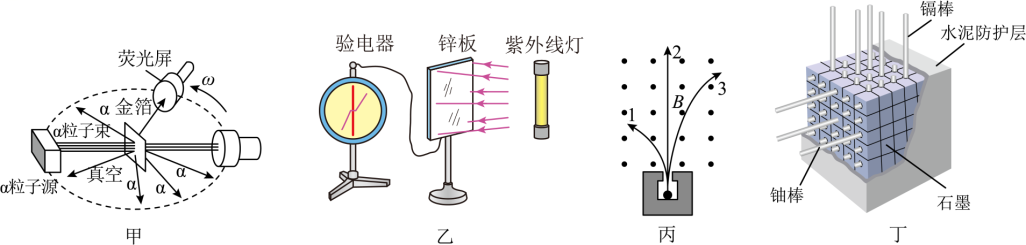 荧光屏
ω
α
金箔
α粒子束
真空
α
α
α
α粒子源
甲
验电器
锌板
紫外线灯
乙
2
B
3
1
丙
镉棒
水泥防护层
铀棒
石墨
丁